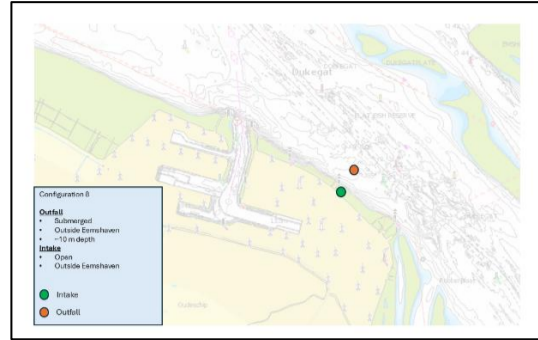 Dukegat
Configuration 8
Outfall
• Submerged
• Outside Eemshaven
• ~10 m depth
Intake
• Open
• Outside Eemshaven
Intake
Outfall